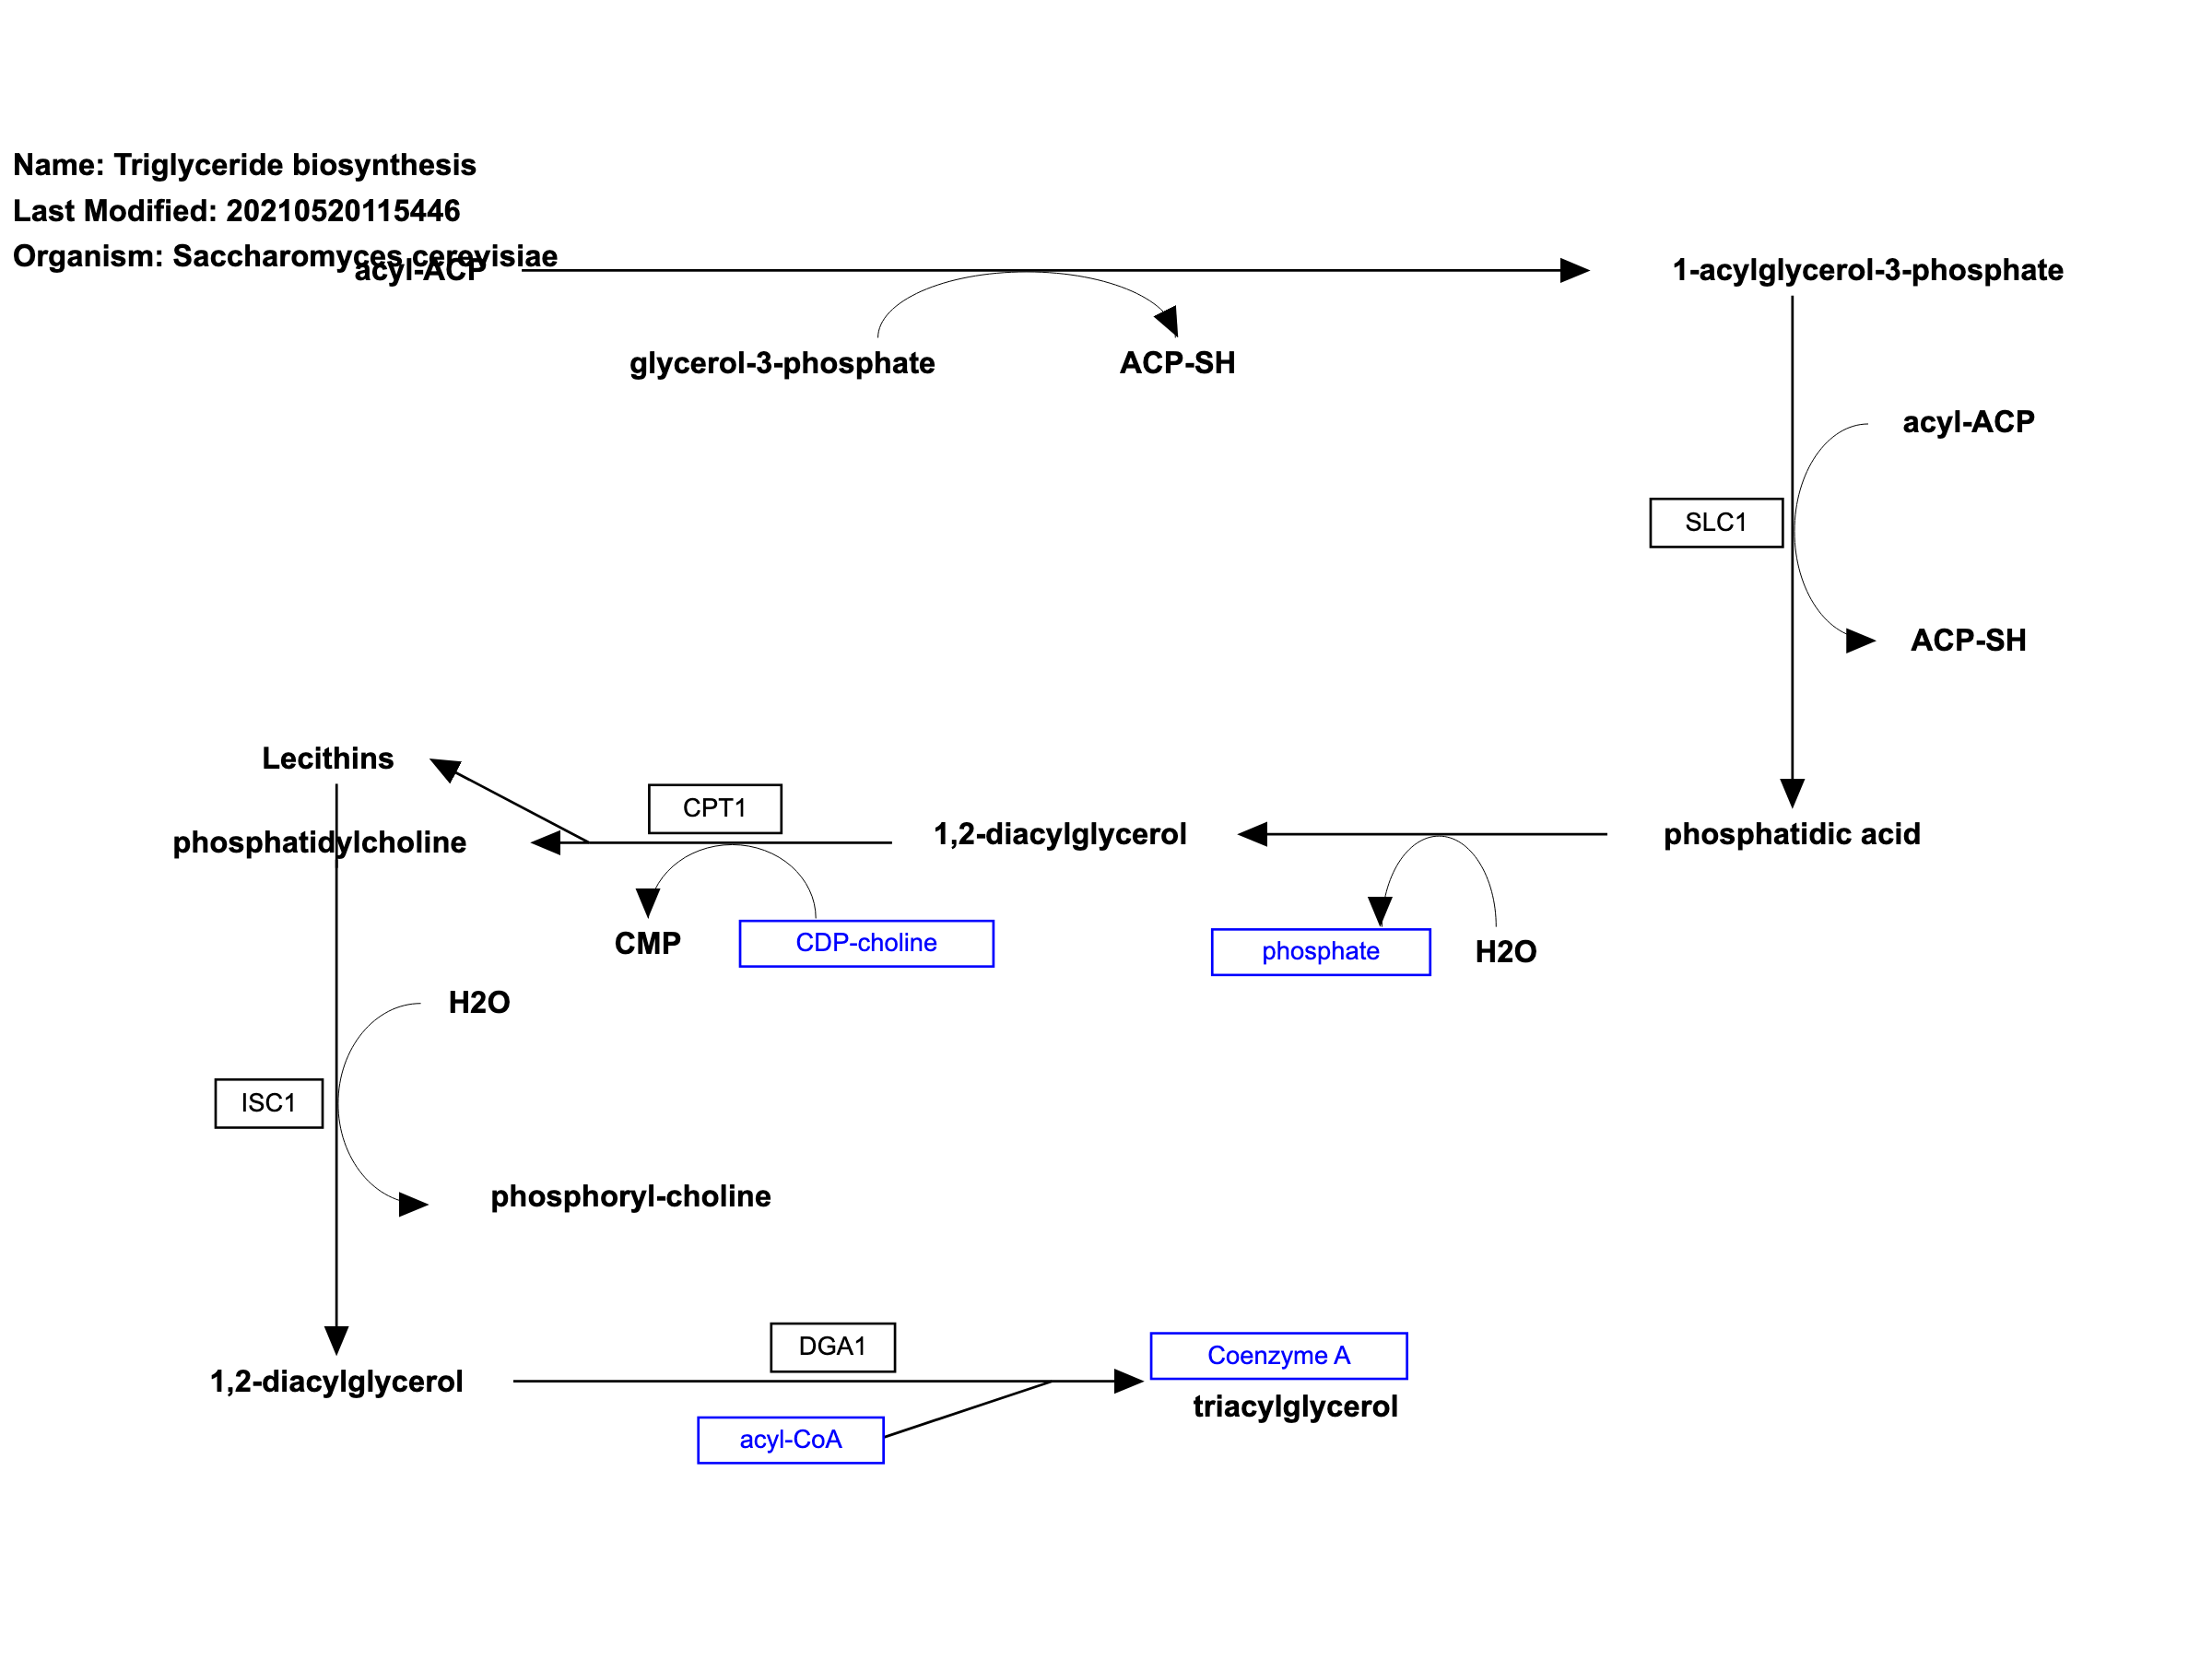 Name: Triglyceride biosynthesis
Last Modified: 20210520115446
Organism: Saccharomyces cerevisiae
acyl-ACP
1-acylglycerol-3-phosphate
glycerol-3-phosphate
ACP-SH
acyl-ACP
SLC1
ACP-SH
Lecithins
CPT1
phosphatidylcholine
1,2-diacylglycerol
phosphatidic acid
CMP
CDP-choline
phosphate
H2O
H2O
ISC1
phosphoryl-choline
DGA1
Coenzyme A
1,2-diacylglycerol
triacylglycerol
acyl-CoA